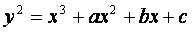 y² = x³ + ax² + bx + c